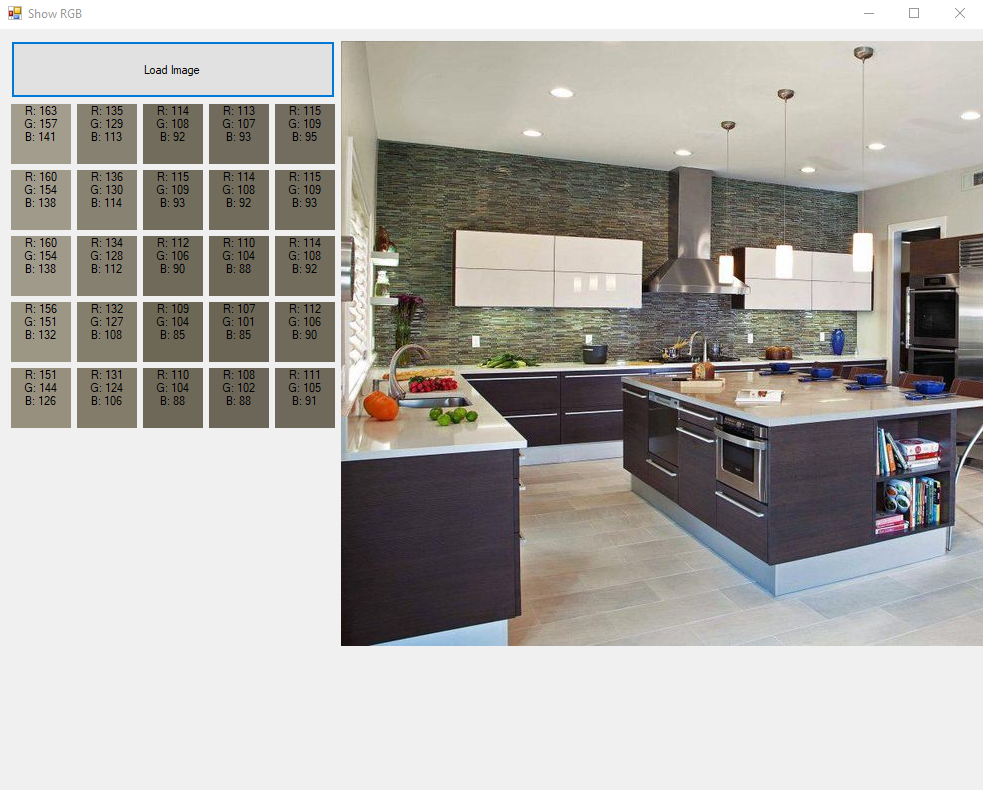 Show RGB
Load Image
R: 163 R: 135 R: 114 R: 113 R: 115
G: 157 G: 129 G: 108 G: 107 G: 109
B: 141 B: 113 B: 92 B: 93 B: 95
R: 160 R: 136 R: 115 R: 114 R: 115
G: 154 G: 130 G: 109 G: 108 G: 109
B: 138 B: 114 B: 93 B: 92 B: 93
R: 160 R: 134 R: 112 R: 110 R: 114
G: 154 G: 128 G: 106 G: 104 G: 108
B: 138 B: 112 B: 90 B: 88 B: 92
R: 156 R: 132 R: 109 R: 107 R: 112
G: 151 G: 127 G: 104 G: 101 G: 106
B: 132 B: 108 B: 85 B: 85 B: 90
R: 151 R: 131 R: 110 R: 108 R: 111
G: 144 G: 124 G: 104 G: 102 G: 105
B: 126 B: 106 B: 88 B: 88 B: 91